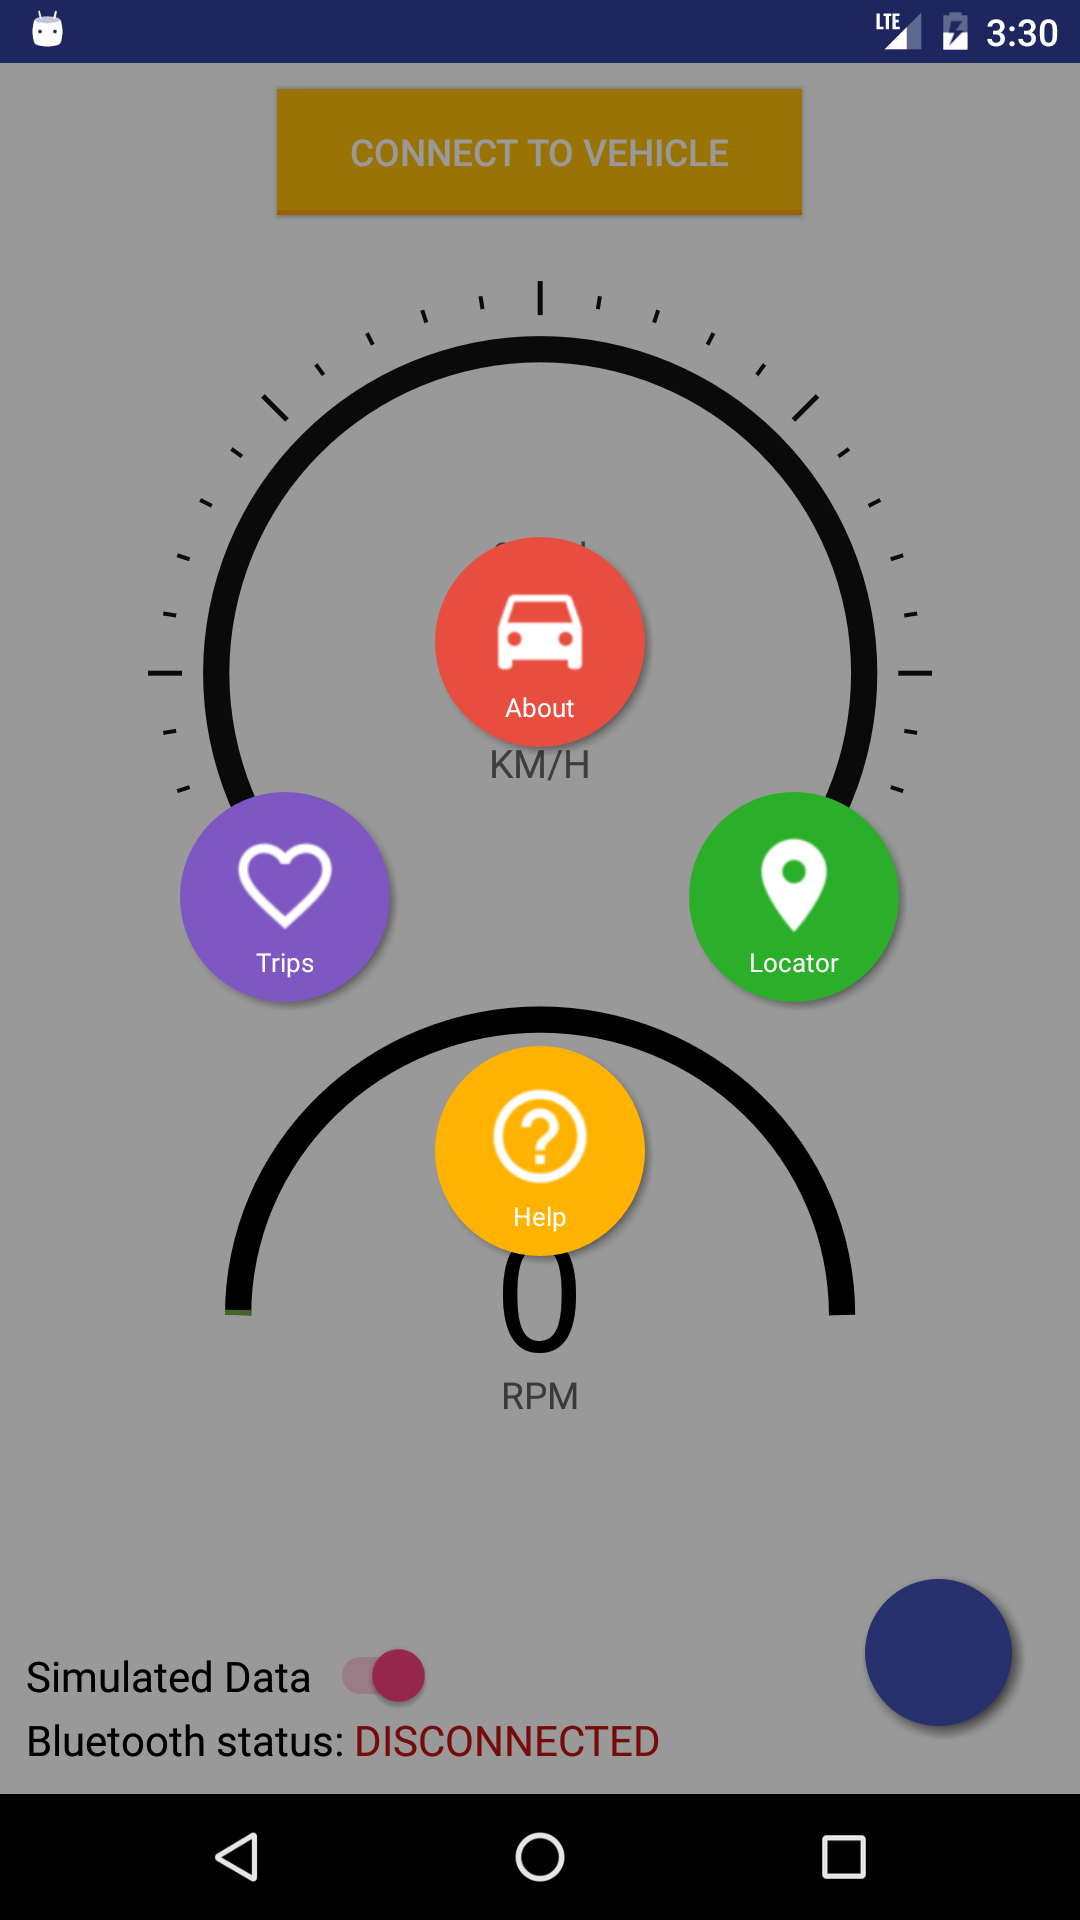 LTE 3:30
CONNECT TO VEHICLE
About
KM/H
Trips
Locator
Help
0
RPM
Simulated Data
Bluetooth status: DISCONNECTED